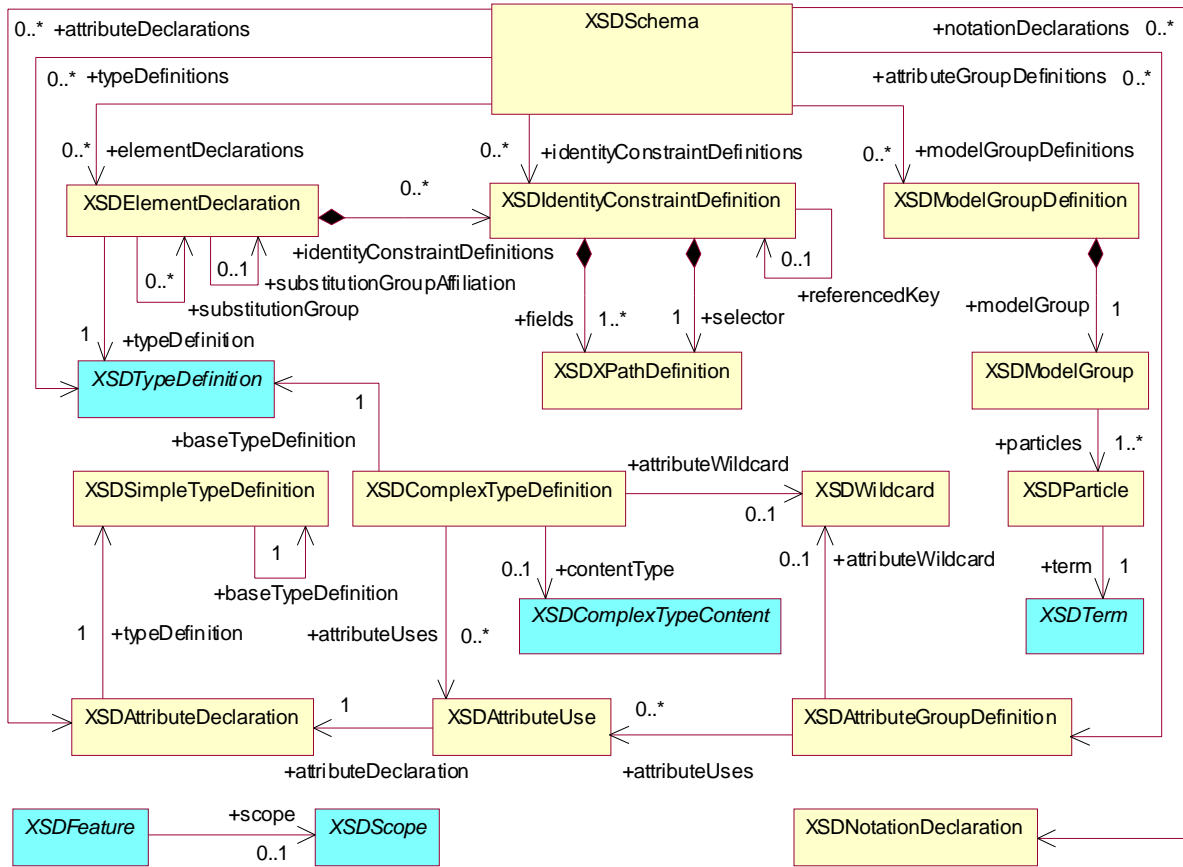 XSDSchema
0..* +attributeDeclarations
+notationDeclarations 0..*
0..* +typeDefinitions
+attributeGroupDefinitions 0..*
0..* +elementDeclarations
0..* +identityConstraintDefinitions
0..* +modelGroupDefinitions
XSDElementDeclaration
0..*
XSDIdentityConstraintDefinition
XSDModelGroupDefinition
+identityConstraintDefinitions
0..*
0..1
0..1
+substitutionGroupAffiliation
+substitutionGroup
+referencedKey
+fields 1..*
1 +selector
+modelGroup 1
1 +typeDefinition
XSDTypeDefinition
XSDXPathDefinition
XSDModelGroup
1
+baseTypeDefinition
+particles 1..*
+attributeWildcard
XSDSimpleTypeDefinition
XSDComplexTypeDefinition
XSDWildcard
XSDParticle
0..1
1
+baseTypeDefinition
0..1 +contentType
0..1 +attributeWildcard
+term 1
XSDComplexTypeContent
XSDTerm
1 +typeDefinition
+attributeUses 0..*
XSDAttributeDeclaration
1
XSDAttributeUse
0..*
XSDAttributeGroupDefinition
+attributeDeclaration
+attributeUses
XSDFeature
+scope
0..1
XSDScope
XSDNotationDeclaration